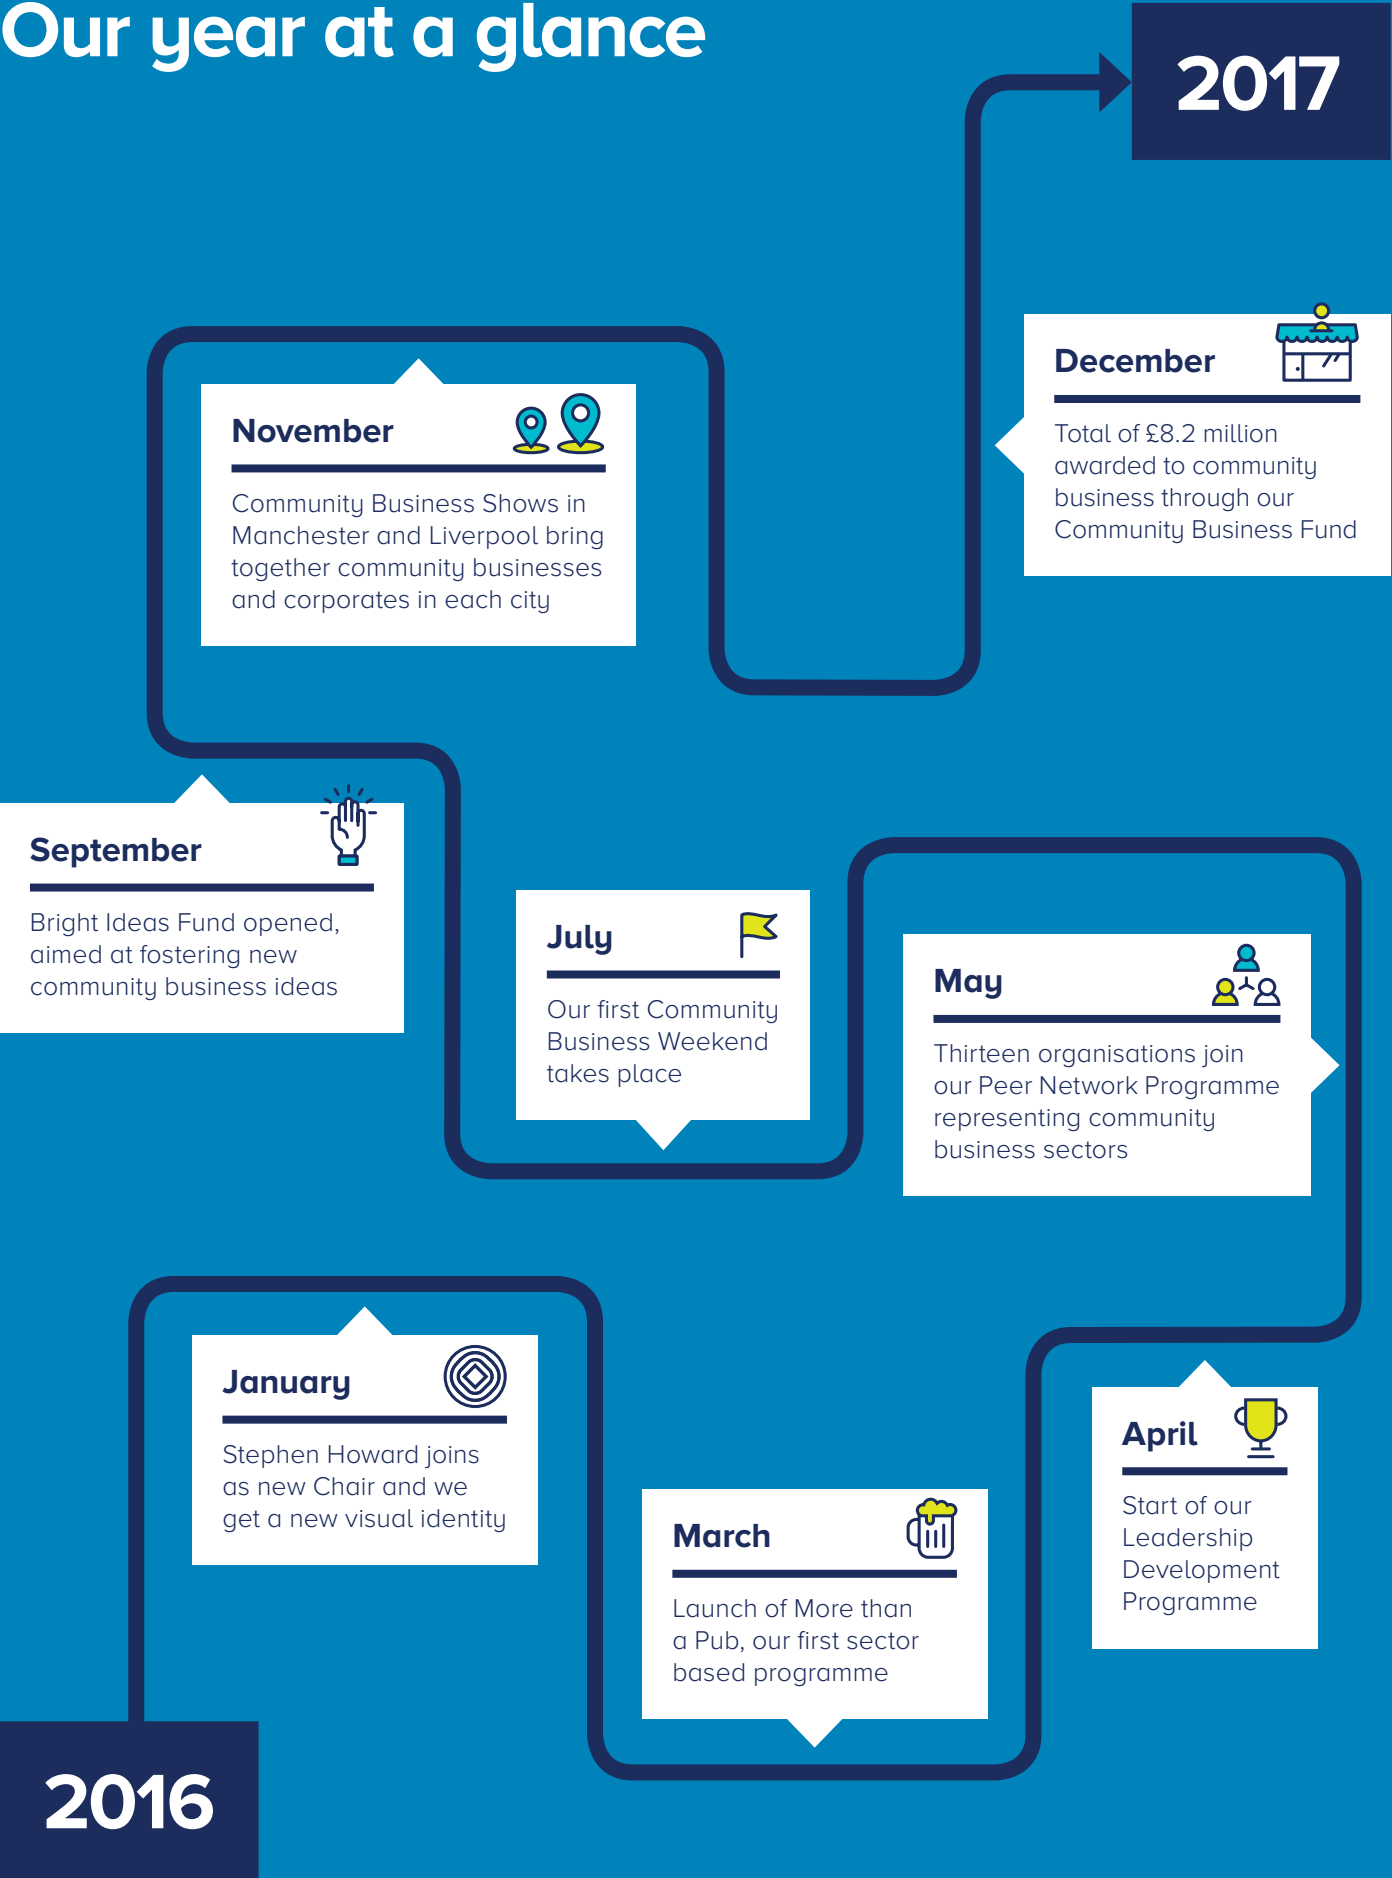 Our year at a glance
2017
December
Total of £8.2 million
awarded to community
business through our
Community Business Fund
November
Community Business Shows in
Manchester and Liverpool bring
together community businesses
and corporates in each city
September
Bright Ideas Fund opened,
aimed at fostering new
community business ideas
July
Our first Community
Business Weekend
takes place
May
Thirteen organisations join
our Peer Network Programme
representing community
business sectors
January
Stephen Howard joins
as new Chair and we
get a new visual identity
March
Launch of More than
a Pub, our first sector
based programme
April
Start of our
Leadership
Development
Programme
2016